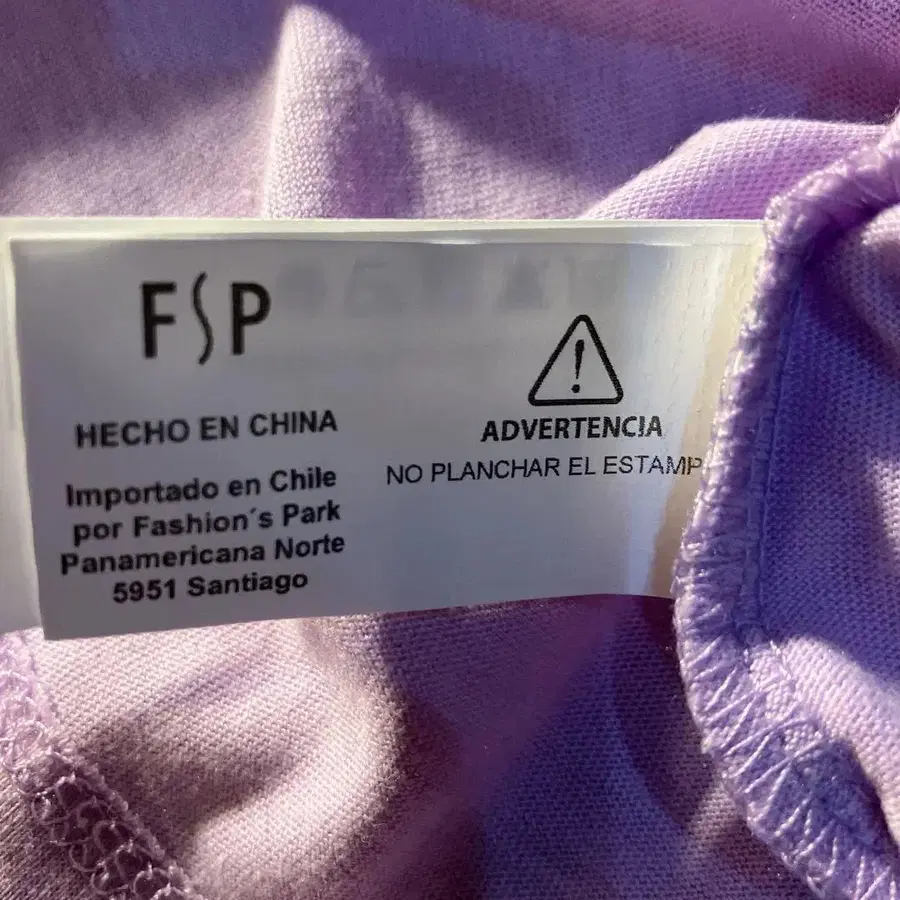 FSP
HECHO EN CHINA
Importado en Chile
por Fashion´s Park
Panamericana Norte
5951 Santiago
!
ADVERTENCIA
NO PLANCHAR EL ESTAMP